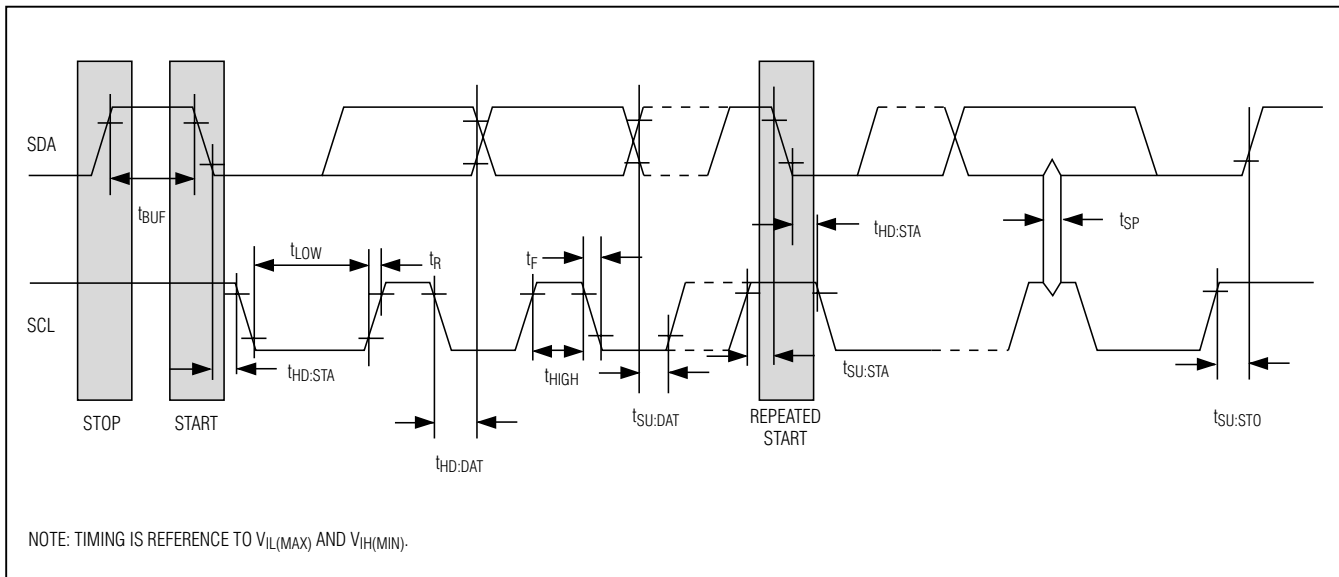 SDA
tBUF
tLOW
tR
tF
tHD:STA
tSP
SCL
tHD:STA
tHIGH
tSU:DAT
tSU:STA
STOP
START
REPEATED
START
tHD:DAT
tSU:STO
NOTE: TIMING IS REFERENCE TO VIL(MAX) AND VIH(MIN).